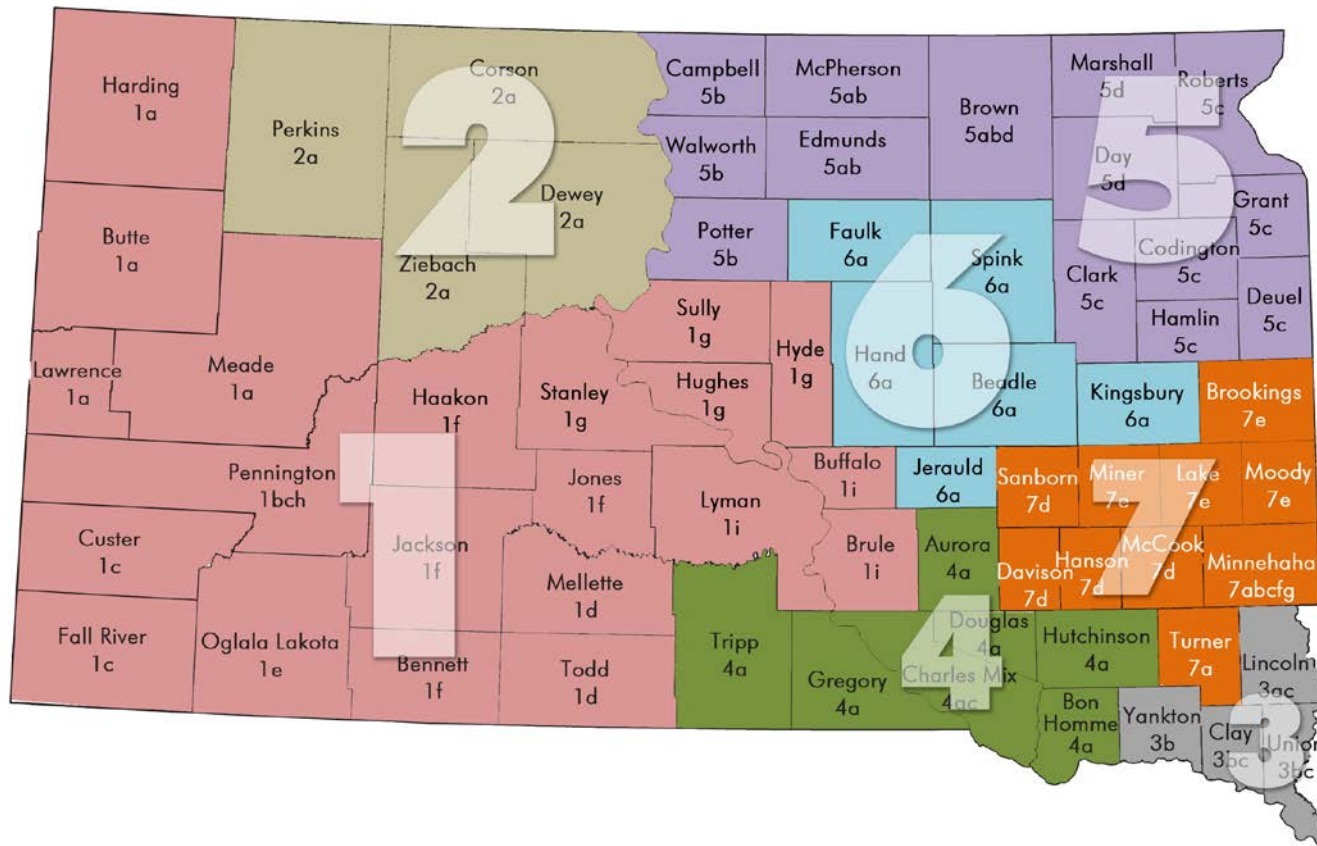 Harding
1a
Perkins
2a
Corson
2a
Dewey
2a
Ziebach
2a
2
Campbell
5b
McPherson
5ab
Brown
5abd
Marshall
5d
Roberts
5c
Walworth
5b
Edmunds
5ab
Day
5d
Grant
5c
Potter
5b
Codington
5c
Clark
5c
Hamlin
5c
Deuel
5c
5
Butte
1a
Lawrence
1a
Meade
1a
Faulk
6a
Spink
6a
Hand
6a
Beadle
6a
Kingsbury
6a
Jerauld
6a
6
Sully
1g
Hyde
1g
Hughes
1g
Stanley
1g
Haakon
1f
Pennington
1bch
Jones
1f
Lyman
1i
Buffalo
1i
Brule
1i
Custer
1c
Jackson
1f
Mellette
1d
Fall River
1c
Oglala Lakota
1e
Bennett
1f
Todd
1d
1
Brookings
7e
Sanborn
7d
Miner
7e
Lake
7e
Moody
7e
Davison
7d
Hanson
7d
McCook
7d
Minnehaha
7abcfg
Turner
7a
7
Aurora
4a
Tripp
4a
Gregory
4a
Douglas
4a
Charles Mix
4ac
Hutchinson
4a
Bon
Homme
4a
4
Yankton
3b
Clay
3bc
Lincoln
3ac
Union
3bc
3